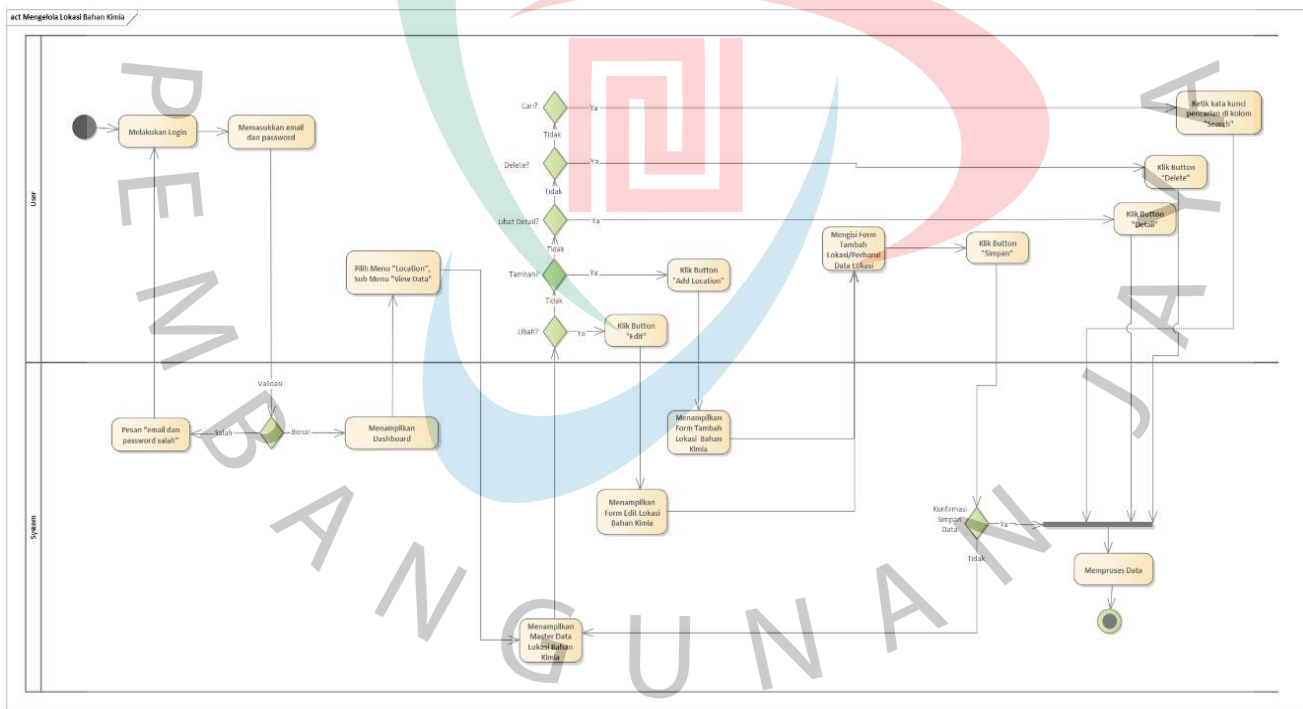 act Mengelola Lokasi Bahan Kimia
User
Melakukan Login
Memasukkan email
dan password
Cari?
Ya
Ketik kata kunci
pencarian di kolom
"Search"
Tidak
Delete?
Ya
Klik Button
"Delete"
Tidak
Lihat Detail?
Ya
Klik Button
"Detail"
Tidak
Mengisi Form
Tambah
Lokasi/Perbarui
Data Lokasi
Klik Button
"Simpan"
Pilih Menu "Location",
Sub Menu "View Data"
Tambah?
Ya
Klik Button
"Add Location"
Tidak
Ubah?
Ya
Klik Button
"Edit"
System
Validasi
Pesan "email dan
password salah"
Salah
Benar
Menampilkan
Dashboard
Menampilkan
Form Tambah
Lokasi Bahan
Kimia
Menampilkan
Form Edit Lokasi
Bahan Kimia
Konfirmasi
Simpan
Data
Ya
Tidak
Memproses Data
Menampilkan
Master Data
Lokasi Bahan
Kimia
PEMBANGUNAN JAYA